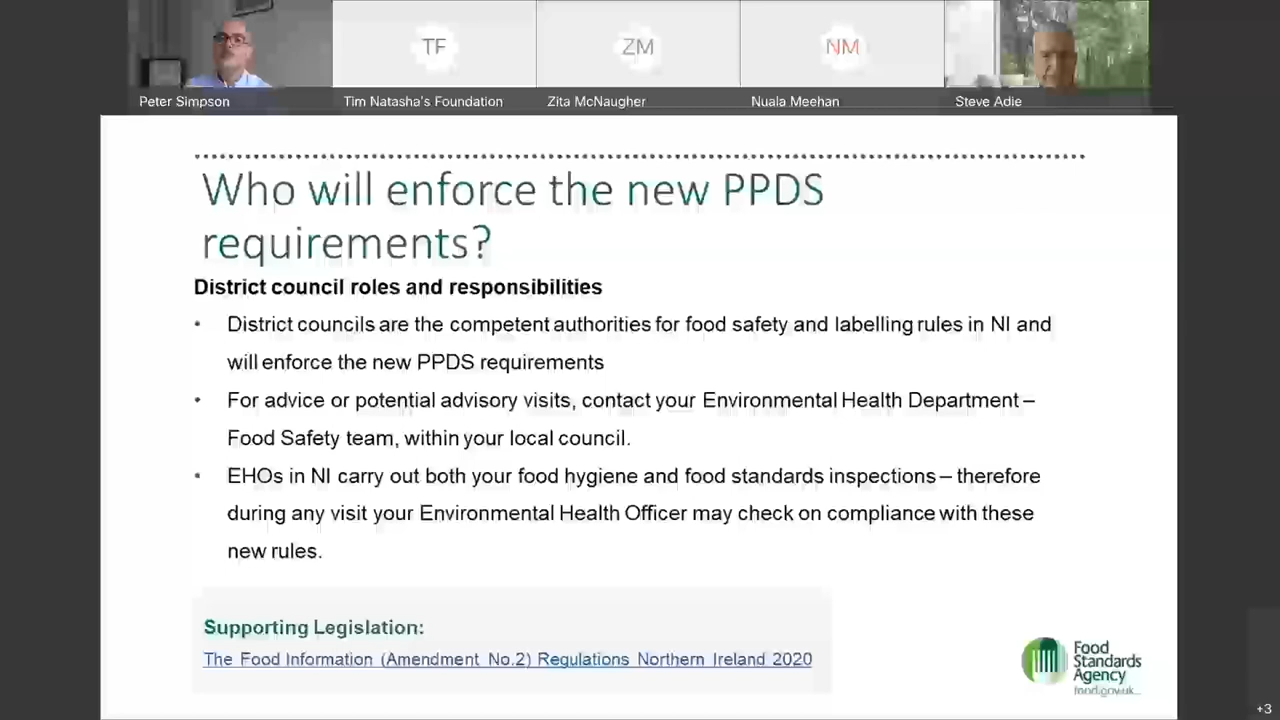 TF
ZM
NM
Peter Simpson
Tim Natasha's Foundation
Zita McNaugher
Nuala Meehan
Steve Adie
Who will enforce the new PPDS
requirements?
District council roles and responsibilities
• District councils are the competent authorities for food safety and labelling rules in NI and
will enforce the new PPDS requirements
• For advice or potential advisory visits, contact your Environmental Health Department –
Food Safety team, within your local council.
• EHOs in NI carry out both your food hygiene and food standards inspections – therefore
during any visit your Environmental Health Officer may check on compliance with these
new rules.
Supporting Legislation:
The Food Information (Amendment No.2) Regulations Northern Ireland 2020
Food
Standards
Agency
food.gov.uk
+3